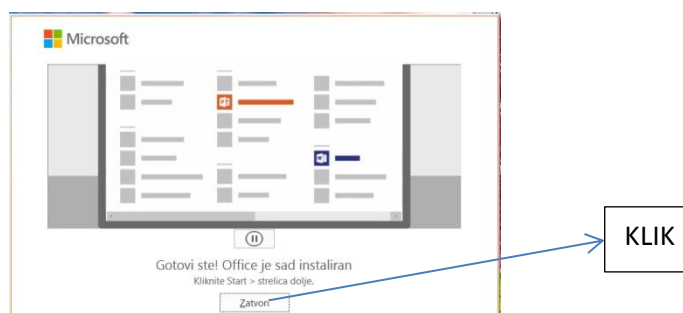 Microsoft
Gotovi ste! Office je sad instaliran
Kliknite Start > strelica dolje.
Zatvori
KLIK